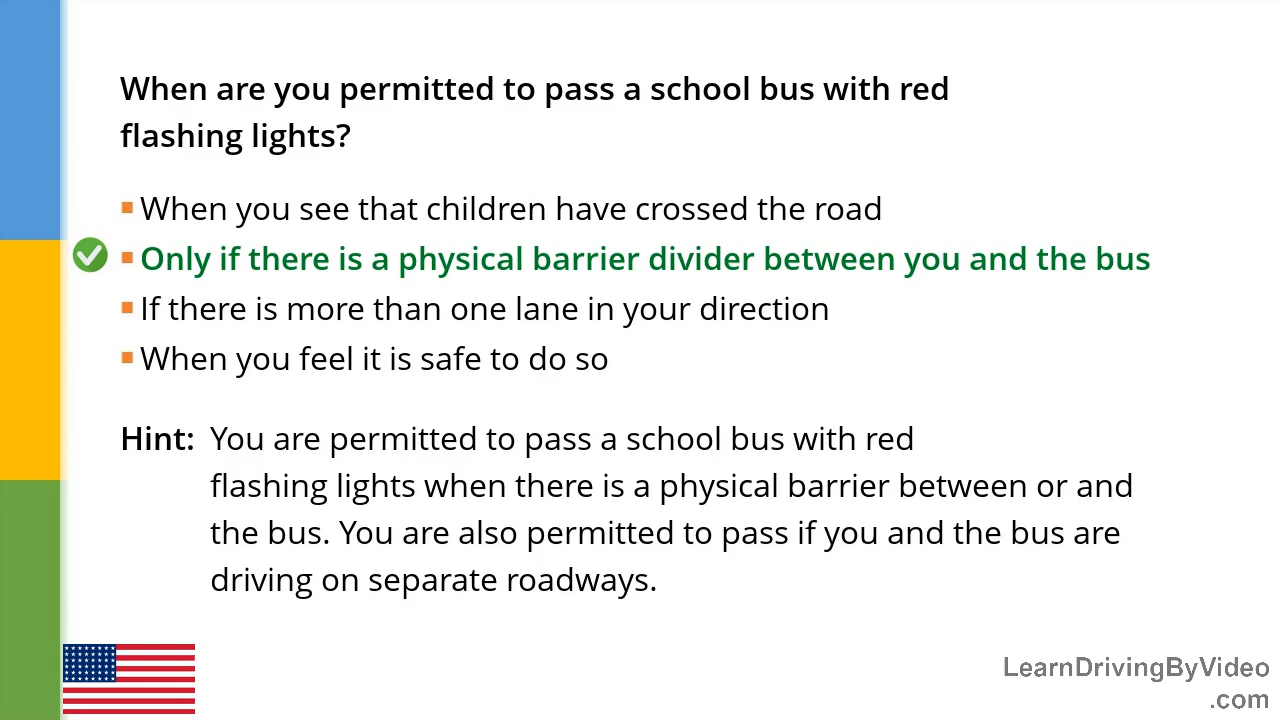 When are you permitted to pass a school bus with red
flashing lights?
When you see that children have crossed the road
Only if there is a physical barrier divider between you and the bus
If there is more than one lane in your direction
When you feel it is safe to do so
Hint: You are permitted to pass a school bus with red
flashing lights when there is a physical barrier between or and
the bus. You are also permitted to pass if you and the bus are
driving on separate roadways.
LearnDrivingByVideo
.com